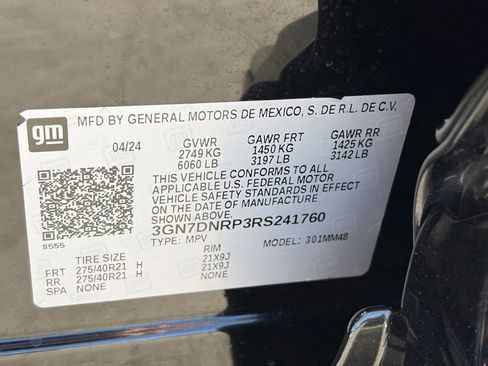 gm
MFD BY GENERAL MOTORS DE MEXICO, S. DE R.L. DE C.V.
04/24 GVWR GAWR FRT GAWR RR
2749 KG 1450 KG 1425 KG
6060 LB 3197 LB 3142 LB
THIS VEHICLE CONFORMS TO ALL
APPLICABLE U.S. FEDERAL MOTOR
VEHICLE SAFETY STANDARDS IN EFFECT
ON THE DATE OF MANUFACTURE
SHOWN ABOVE.
3GN7DNRP3RS241760
8555 TYPE: MPV MODEL: 301MM48
TIRE SIZE RIM
FRT 275/40R21 H 21X9J
RR 275/40R21 H 21X9J
SPA NONE NONE